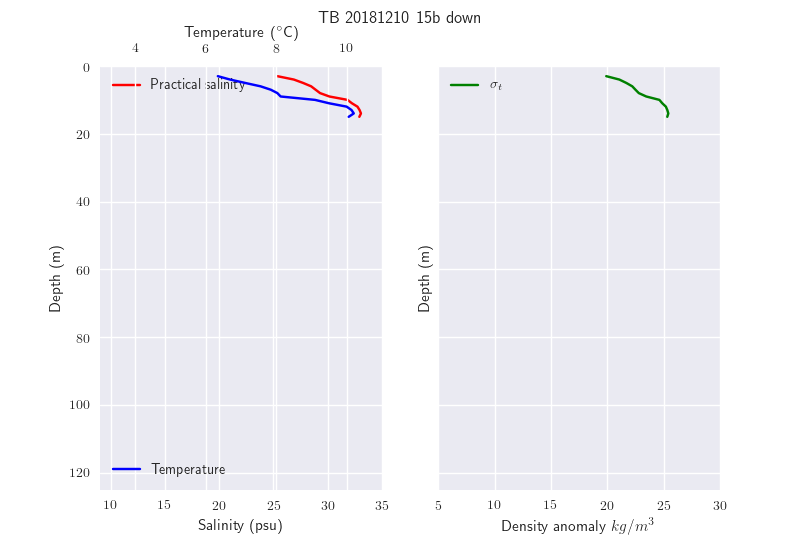 TB 20181210 15b down
Temperature (°C)
4 6 8 10
Practical salinity
σt
0
20
40
60
80
100
120
Depth (m)
Depth (m)
Temperature
10 15 20 25 30 35
5 10 15 20 25 30
Salinity (psu)
Density anomaly kg/m³